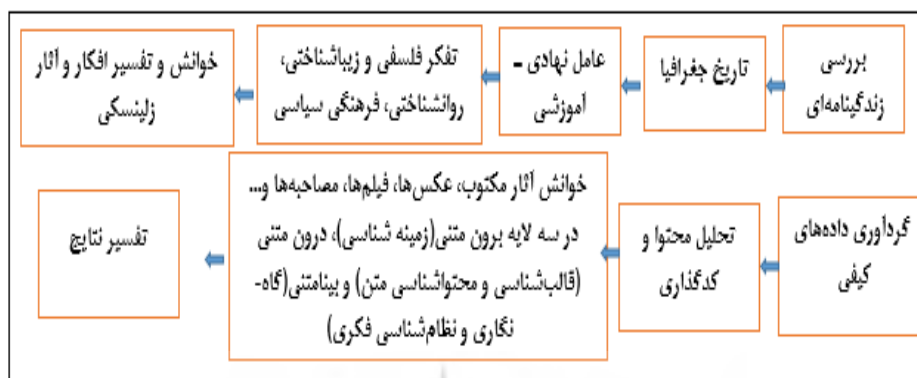 بررسی
زندگینامه‌ای
تاریخ جغرافیا
عامل نهادی –
آموزشی
تفکر فلسفی و زیباشناختی،
روانشناختی، فرهنگی سیاسی
خوانش و تفسیر افکار و آثار
زلینسکی
گردآوری داده‌های
کیفی
تحلیل محتوا و
کدگذاری
خوانش آثار مکتوب، عکس‌ها، فیلم‌ها، مصاحبه‌ها و...
در سه لایه برون متنی(زمینه شناسی)، درون متنی
(قالب‌شناسی و محتواشناسی متن) و بینامتنی(گاه-
نگاری و نظام‌شناسی فکری)
تفسیر نتایج